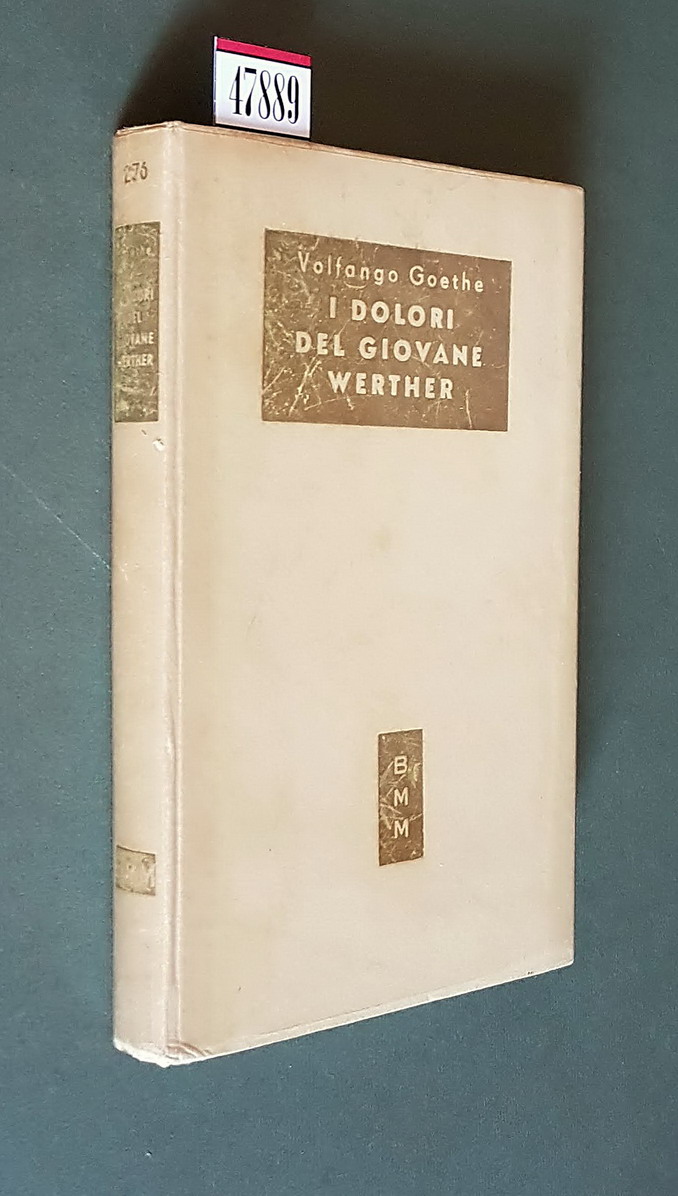 47889
276
Volfango Goethe
I DOLORI
DEL GIOVANE
WERTHER
B
M
M